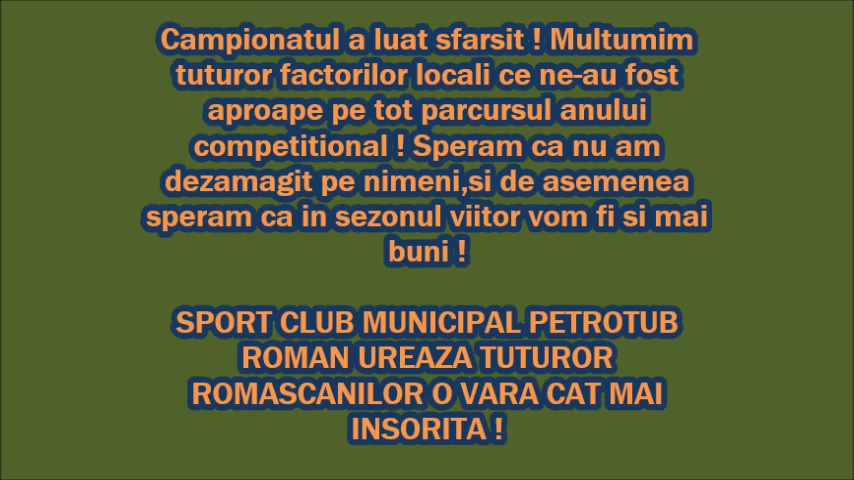 Campionatul a luat sfarsit ! Multumim
tuturor factorilor locali ce ne-au fost
aproape pe tot parcursul anului
competitional ! Speram ca nu am
dezamagit pe nimeni,si de asemenea
speram ca in sezonul viitor vom fi si mai
buni !
SPORT CLUB MUNICIPAL PETROTUB
ROMAN UREAZA TUTUROR
ROMASCANILOR O VARA CAT MAI
INSORITA !